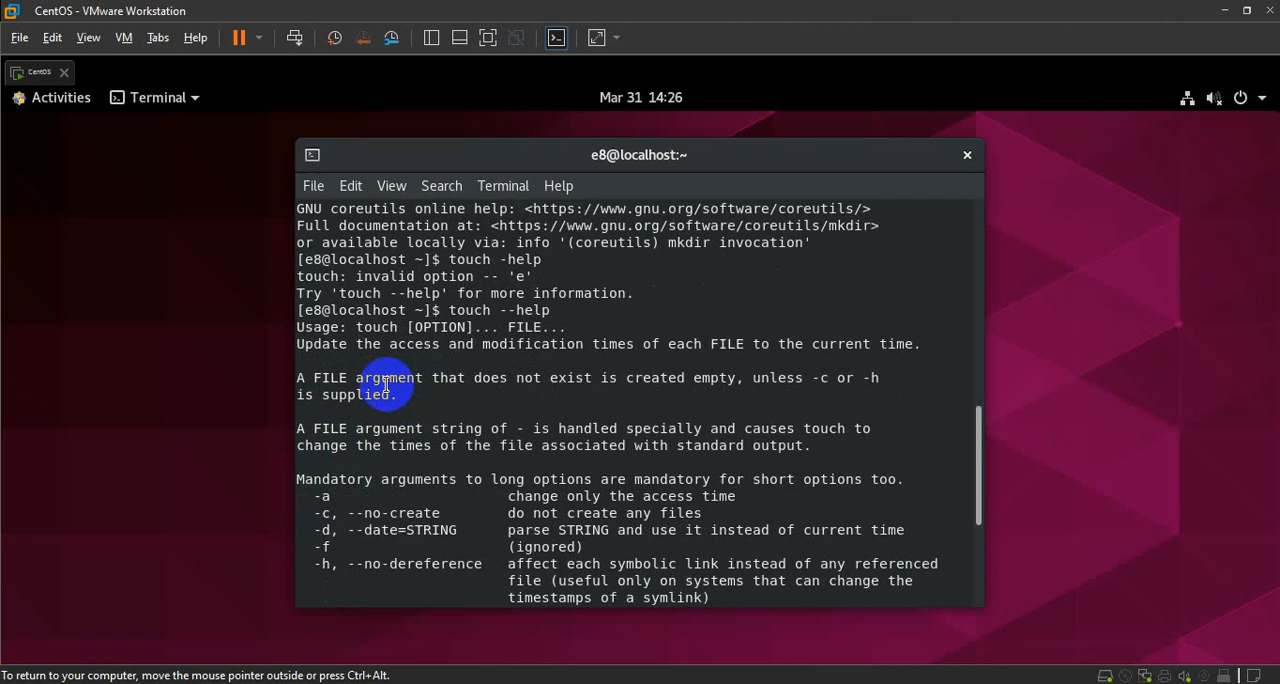 CentOS - VMware Workstation
File Edit View VM Tabs Help
CentOS
Activities Terminal Mar 31 14:26
e8@localhost:~
File Edit View Search Terminal Help
GNU coreutils online help: <https://www.gnu.org/software/coreutils/>
Full documentation at: <https://www.gnu.org/software/coreutils/mkdir>
or available locally via: info '(coreutils) mkdir invocation'
[e8@localhost ~]$ touch -help
touch: invalid option -- 'e'
Try 'touch --help' for more information.
[e8@localhost ~]$ touch --help
Usage: touch [OPTION]... FILE...
Update the access and modification times of each FILE to the current time.
A FILE argument that does not exist is created empty, unless -c or -h
is supplied.
A FILE argument string of - is handled specially and causes touch to
change the times of the file associated with standard output.
Mandatory arguments to long options are mandatory for short options too.
-a change only the access time
-c, --no-create do not create any files
-d, --date=STRING parse STRING and use it instead of current time
-f (ignored)
-h, --no-dereference affect each symbolic link instead of any referenced
file (useful only on systems that can change the
timestamps of a symlink)
To return to your computer, move the mouse pointer outside or press Ctrl+Alt.